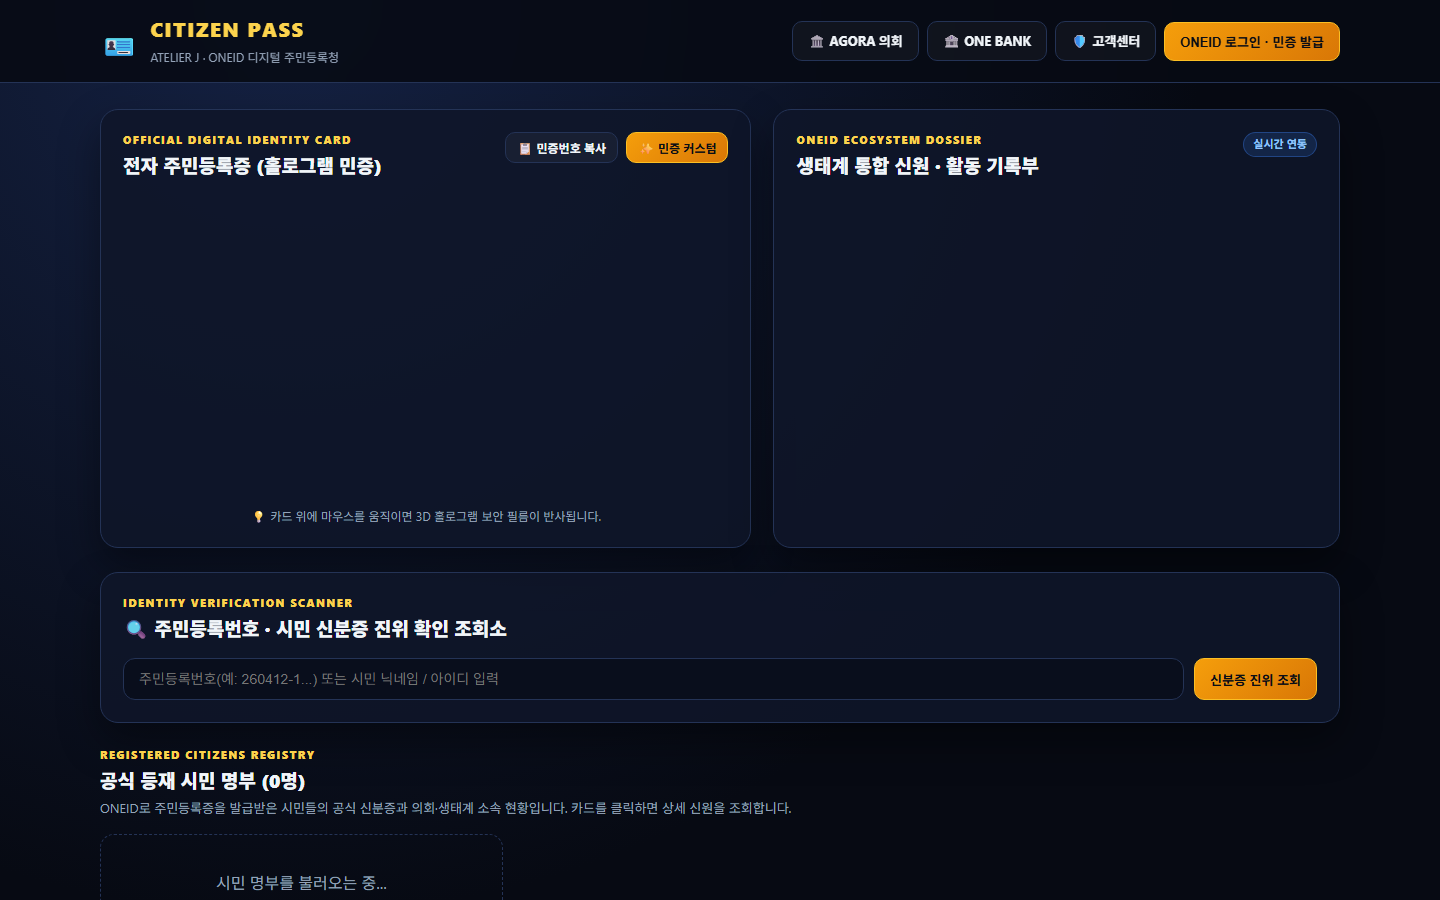 CITIZEN PASS
ATELIER J · ONEID 디지털 주민등록청
AGORA 의회
ONE BANK
고객센터
ONEID 로그인 · 민증 발급
OFFICIAL DIGITAL IDENTITY CARD
전자 주민등록증 (홀로그램 민증)
민증번호 복사
민증 커스텀
카드 위에 마우스를 움직이면 3D 홀로그램 보안 필름이 반사됩니다.
ONEID ECOSYSTEM DOSSIER
생태계 통합 신원 · 활동 기록부
실시간 연동
IDENTITY VERIFICATION SCANNER
주민등록번호 · 시민 신분증 진위 확인 조회소
주민등록번호(예: 260412-1...) 또는 시민 닉네임 / 아이디 입력
신분증 진위 조회
REGISTERED CITIZENS REGISTRY
공식 등재 시민 명부 (0명)
ONEID로 주민등록증을 발급받은 시민들의 공식 신분증과 의회·생태계 소속 현황입니다. 카드를 클릭하면 상세 신원을 조회합니다.
시민 명부를 불러오는 중...